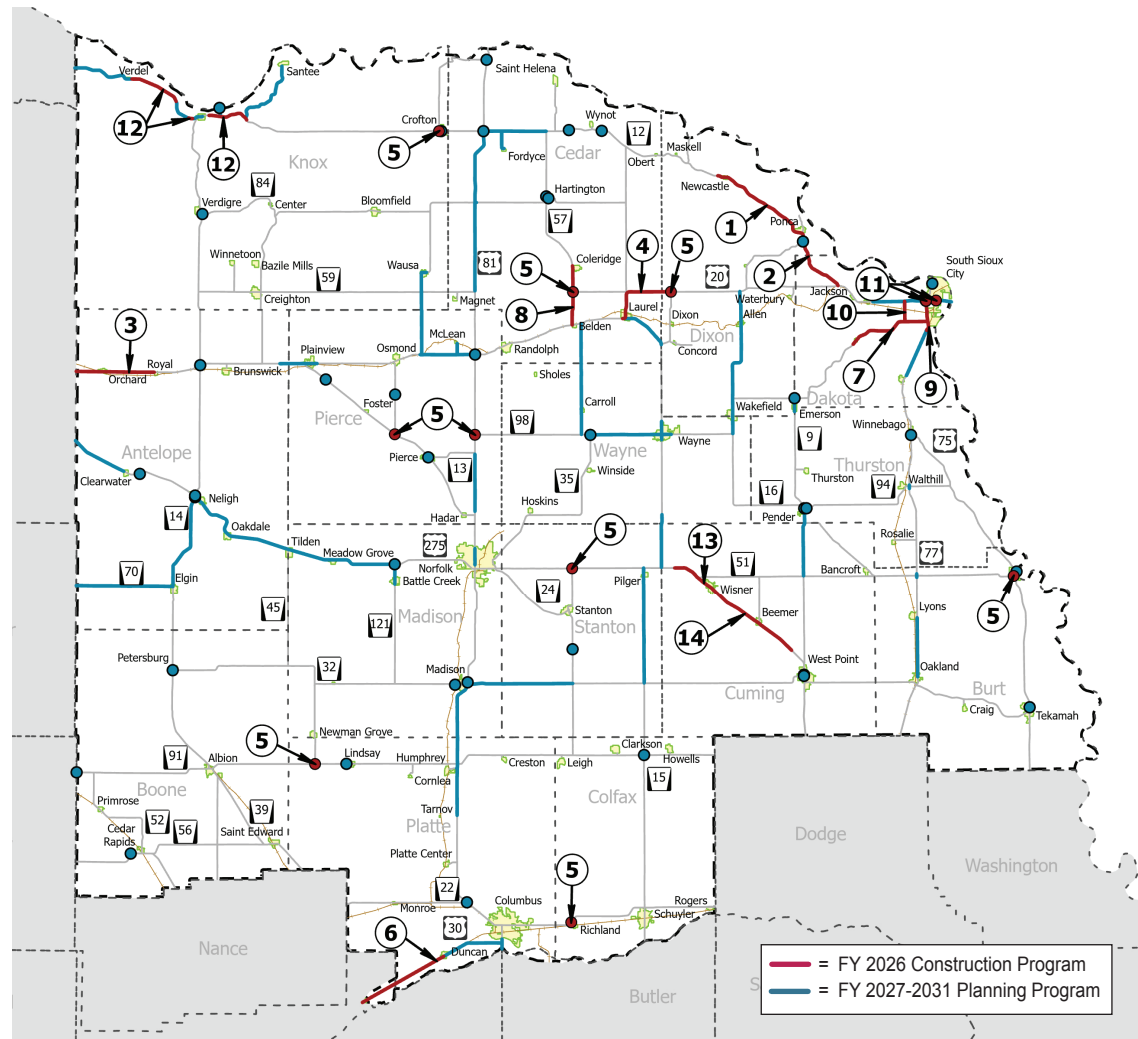 Verdel
Santee
Saint Helena
12
12
Crofton
5
Wynot
12
Knox
Fordyce
Cedar
Obert
Maskell
Newcastle
84
Center
Verdigre
Bloomfield
Hartington
57
1
Ponca
Winnetoon
Bazile Mills
59
Creighton
Wausa
81
Magnet
5
Coleridge
4
5
20
2
South Sioux
City
11
Waterbury
Jackson
3
Royal
Orchard
Brunswick
Plainview
Osmond
McLean
Randolph
8
Belden
Laurel
Dixon
Dixon
Allen
Concord
10
7
9
Sholes
Foster
Pierce
5
Carroll
98
Wakefield
Dakota
Emerson
Antelope
Clearwater
Pierce
13
Wayne
Wayne
35
Winside
9
Winnebago
75
Thurston
Thurston
94
Walthill
14
Neligh
Oakdale
Hadar
Hoskins
16
Pender
Tilden
Meadow Grove
275
Norfolk
5
13
Rosalie
77
70
Elgin
Battle Creek
24
Pilger
51
Wisner
Bancroft
45
121
Madison
Stanton
Stanton
14
Beemer
Lyons
5
Petersburg
32
Madison
West Point
Cuming
Oakland
Burt
Craig
Tekamah
5
Newman Grove
91
Albion
Lindsay
Humphrey
Cornlea
Creston
Leigh
Clarkson
Howells
15
Boone
Primrose
52
56
39
Cedar
Rapids
Saint Edward
Tarnov
Platte
Colfax
Platte Center
Dodge
Washington
22
Monroe
Columbus
30
5
Richland
Rogers
Schuyler
6
Duncan
Nance
Butler
S
= FY 2026 Construction Program
= FY 2027-2031 Planning Program